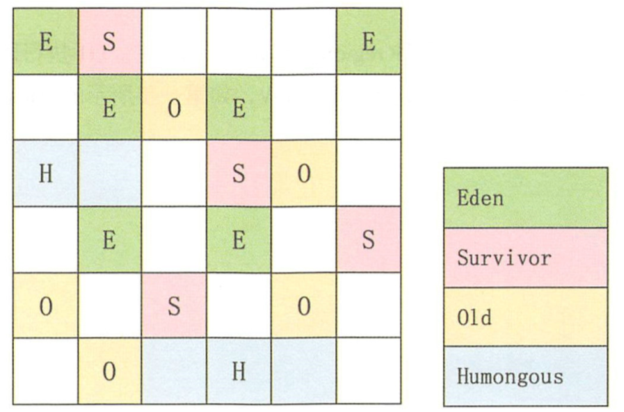 E S E
E O E
H S O
E E S
O S O
O H
Eden
Survivor
Old
Humongous